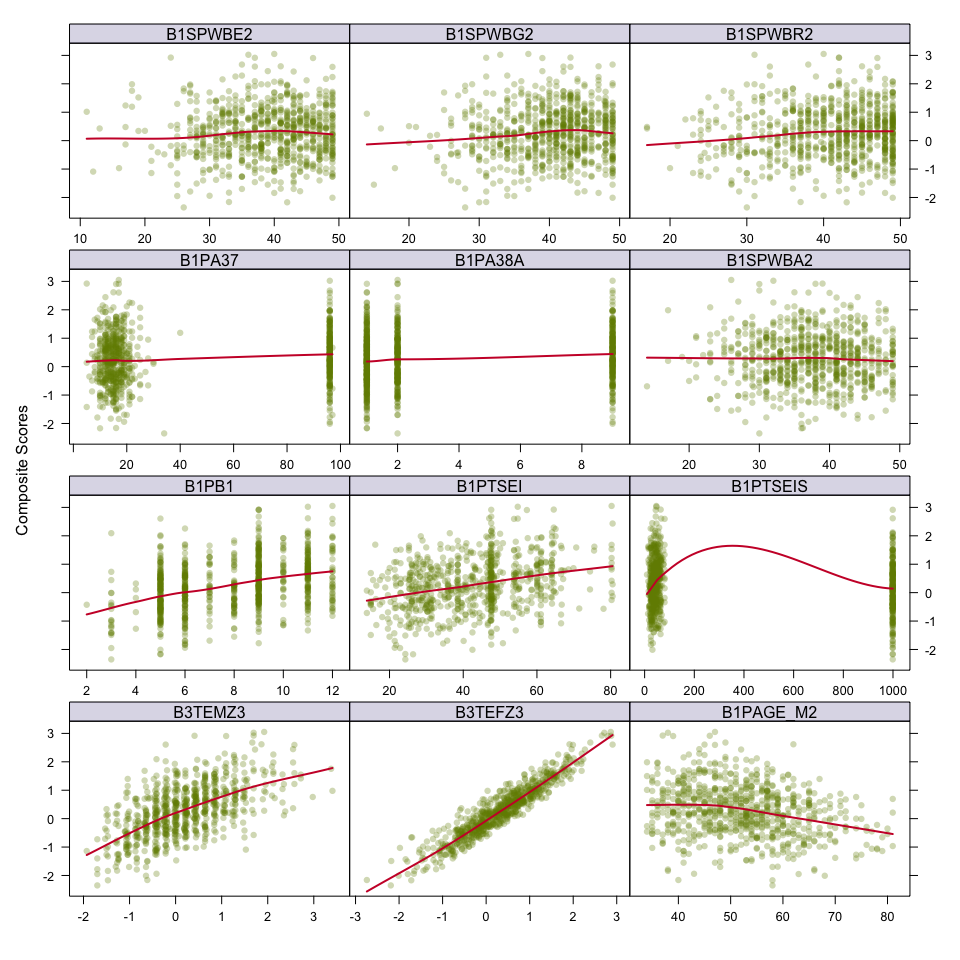 B1SPWBE2 B1SPWBG2 B1SPWBR2
3
2
1
0
-1
-2
10 20 30 40 50 20 30 40 50 20 30 40 50
B1PA37 B1PA38A B1SPWBA2
3
2
1
0
-1
-2
20 40 60 80 100 2 4 6 8 20 30 40 50
Composite Scores
B1PB1 B1PTSEI B1PTSEIS
3
2
1
0
-1
-2
2 4 6 8 10 12 20 40 60 80 0 200 400 600 800 1000
B3TEMZ3 B3TEFZ3 B1PAGE_M2
3
2
1
0
-1
-2
-2 -1 0 1 2 3 -3 -2 -1 0 1 2 3 40 50 60 70 80